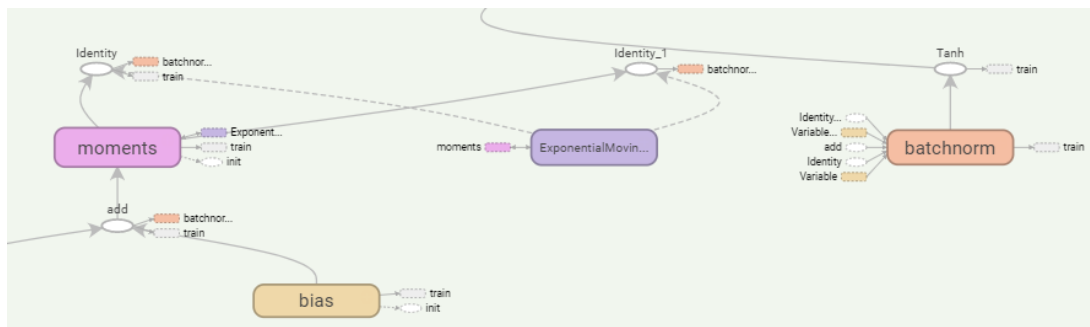 Identity
batchnor...
train
Identity_1
batchnor...
Tanh
train
moments
Exponent...
train
init
moments
ExponentialMovin...
Identity...
Variable...
add
Identity
Variable
batchnorm
train
add
batchnor...
train
bias
train
init